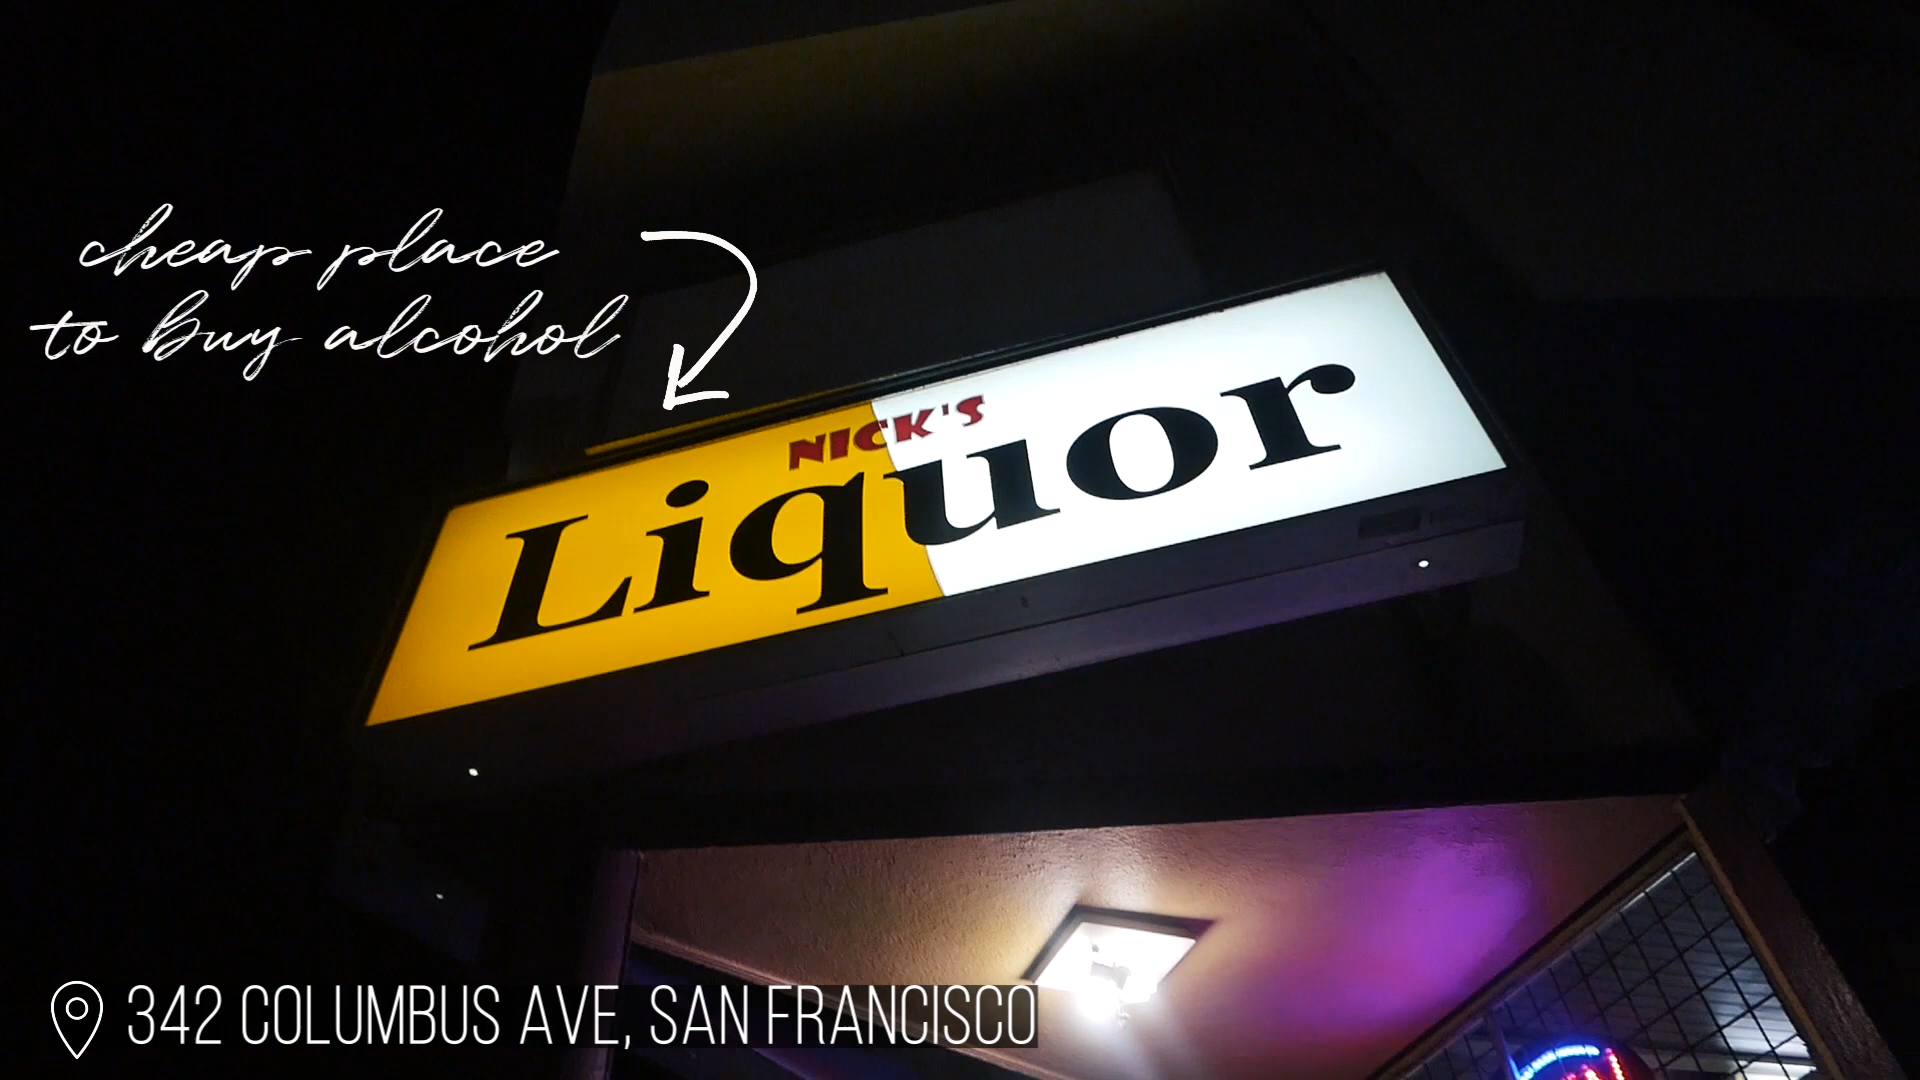 cheap place
to buy alcohol
NICK'S
Liquor
342 COLUMBUS AVE, SAN FRANCISCO